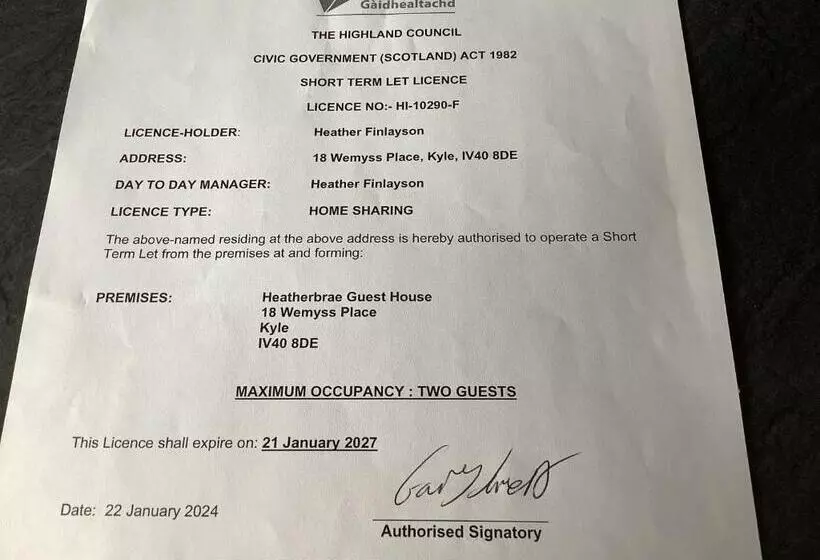 Gàidhealtachd
THE HIGHLAND COUNCIL
CIVIC GOVERNMENT (SCOTLAND) ACT 1982
SHORT TERM LET LICENCE
LICENCE NO:- HI-10290-F
LICENCE-HOLDER: Heather Finlayson
ADDRESS: 18 Wemyss Place, Kyle, IV40 8DE
DAY TO DAY MANAGER: Heather Finlayson
LICENCE TYPE: HOME SHARING
The above-named residing at the above address is hereby authorised to operate a Short
Term Let from the premises at and forming:
PREMISES: Heatherbrae Guest House
18 Wemyss Place
Kyle
IV40 8DE
MAXIMUM OCCUPANCY : TWO GUESTS
This Licence shall expire on: 21 January 2027
Date: 22 January 2024
Authorised Signatory